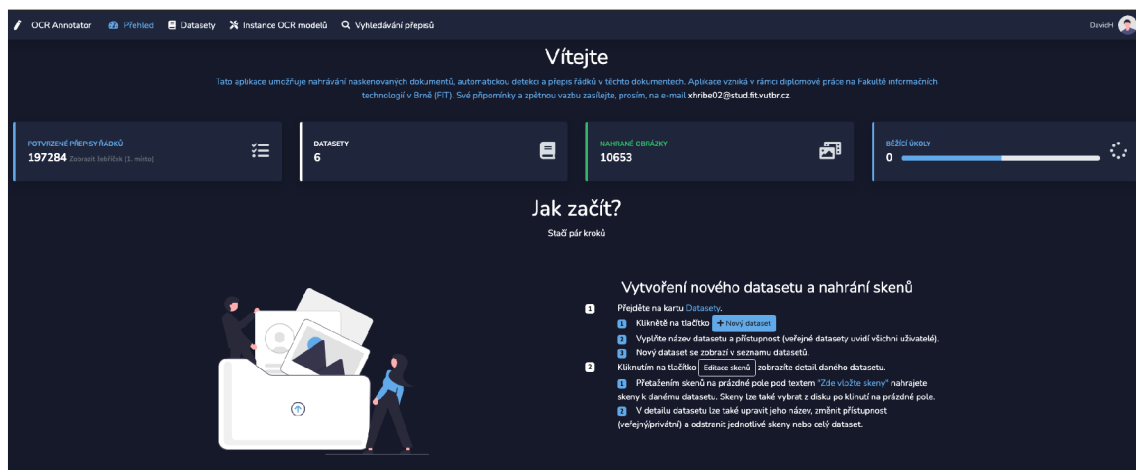 OCR Annotator Přehled Datasety Instance OCR modelů Vyhledávání přepisů DavidH
Vítejte
Tato aplikace umožňuje nahrávání naskenovaných dokumentů, automatickou detekci a přepis řádků v těchto dokumentech. Aplikace vzniká v rámci diplomové práce na Fakultě informačních
technologií v Brně (FIT). Své připomínky a zpětnou vazbu zasílejte, prosím, na e-mail xhribe02@stud.fit.vutbr.cz
POTVRZENÉ PŘEPISY ŘÁDKŮ
197284 Zobrazit žebříček (1. místo)
DATASETY
6
NAHRANÉ OBRÁZKY
10653
BĚŽÍCÍ ÚKOLY
0
Jak začít?
Stačí pár kroků
Vytvoření nového datasetu a nahrání skenů
1 Přejděte na kartu Datasety.
1 Klikněte na tlačítko + Nový dataset
2 Vyplňte název datasetu a přístupnost (veřejné datasety uvidí všichni uživatelé).
3 Nový dataset se zobrazí v seznamu datasetů.
2 Kliknutím na tlačítko Editace skenů zobrazíte detail daného datasetu.
1 Přetažením skenů na prázdné pole pod textem "Zde vložte skeny" nahrajete
skeny k danému datasetu. Skeny lze také vybrat z disku po klinutí na prázdné pole.
2 V detailu datasetu lze také upravit jeho název, změnit přístupnost
(veřejný/privátní) a odstranit jednotlivé skeny nebo celý dataset.